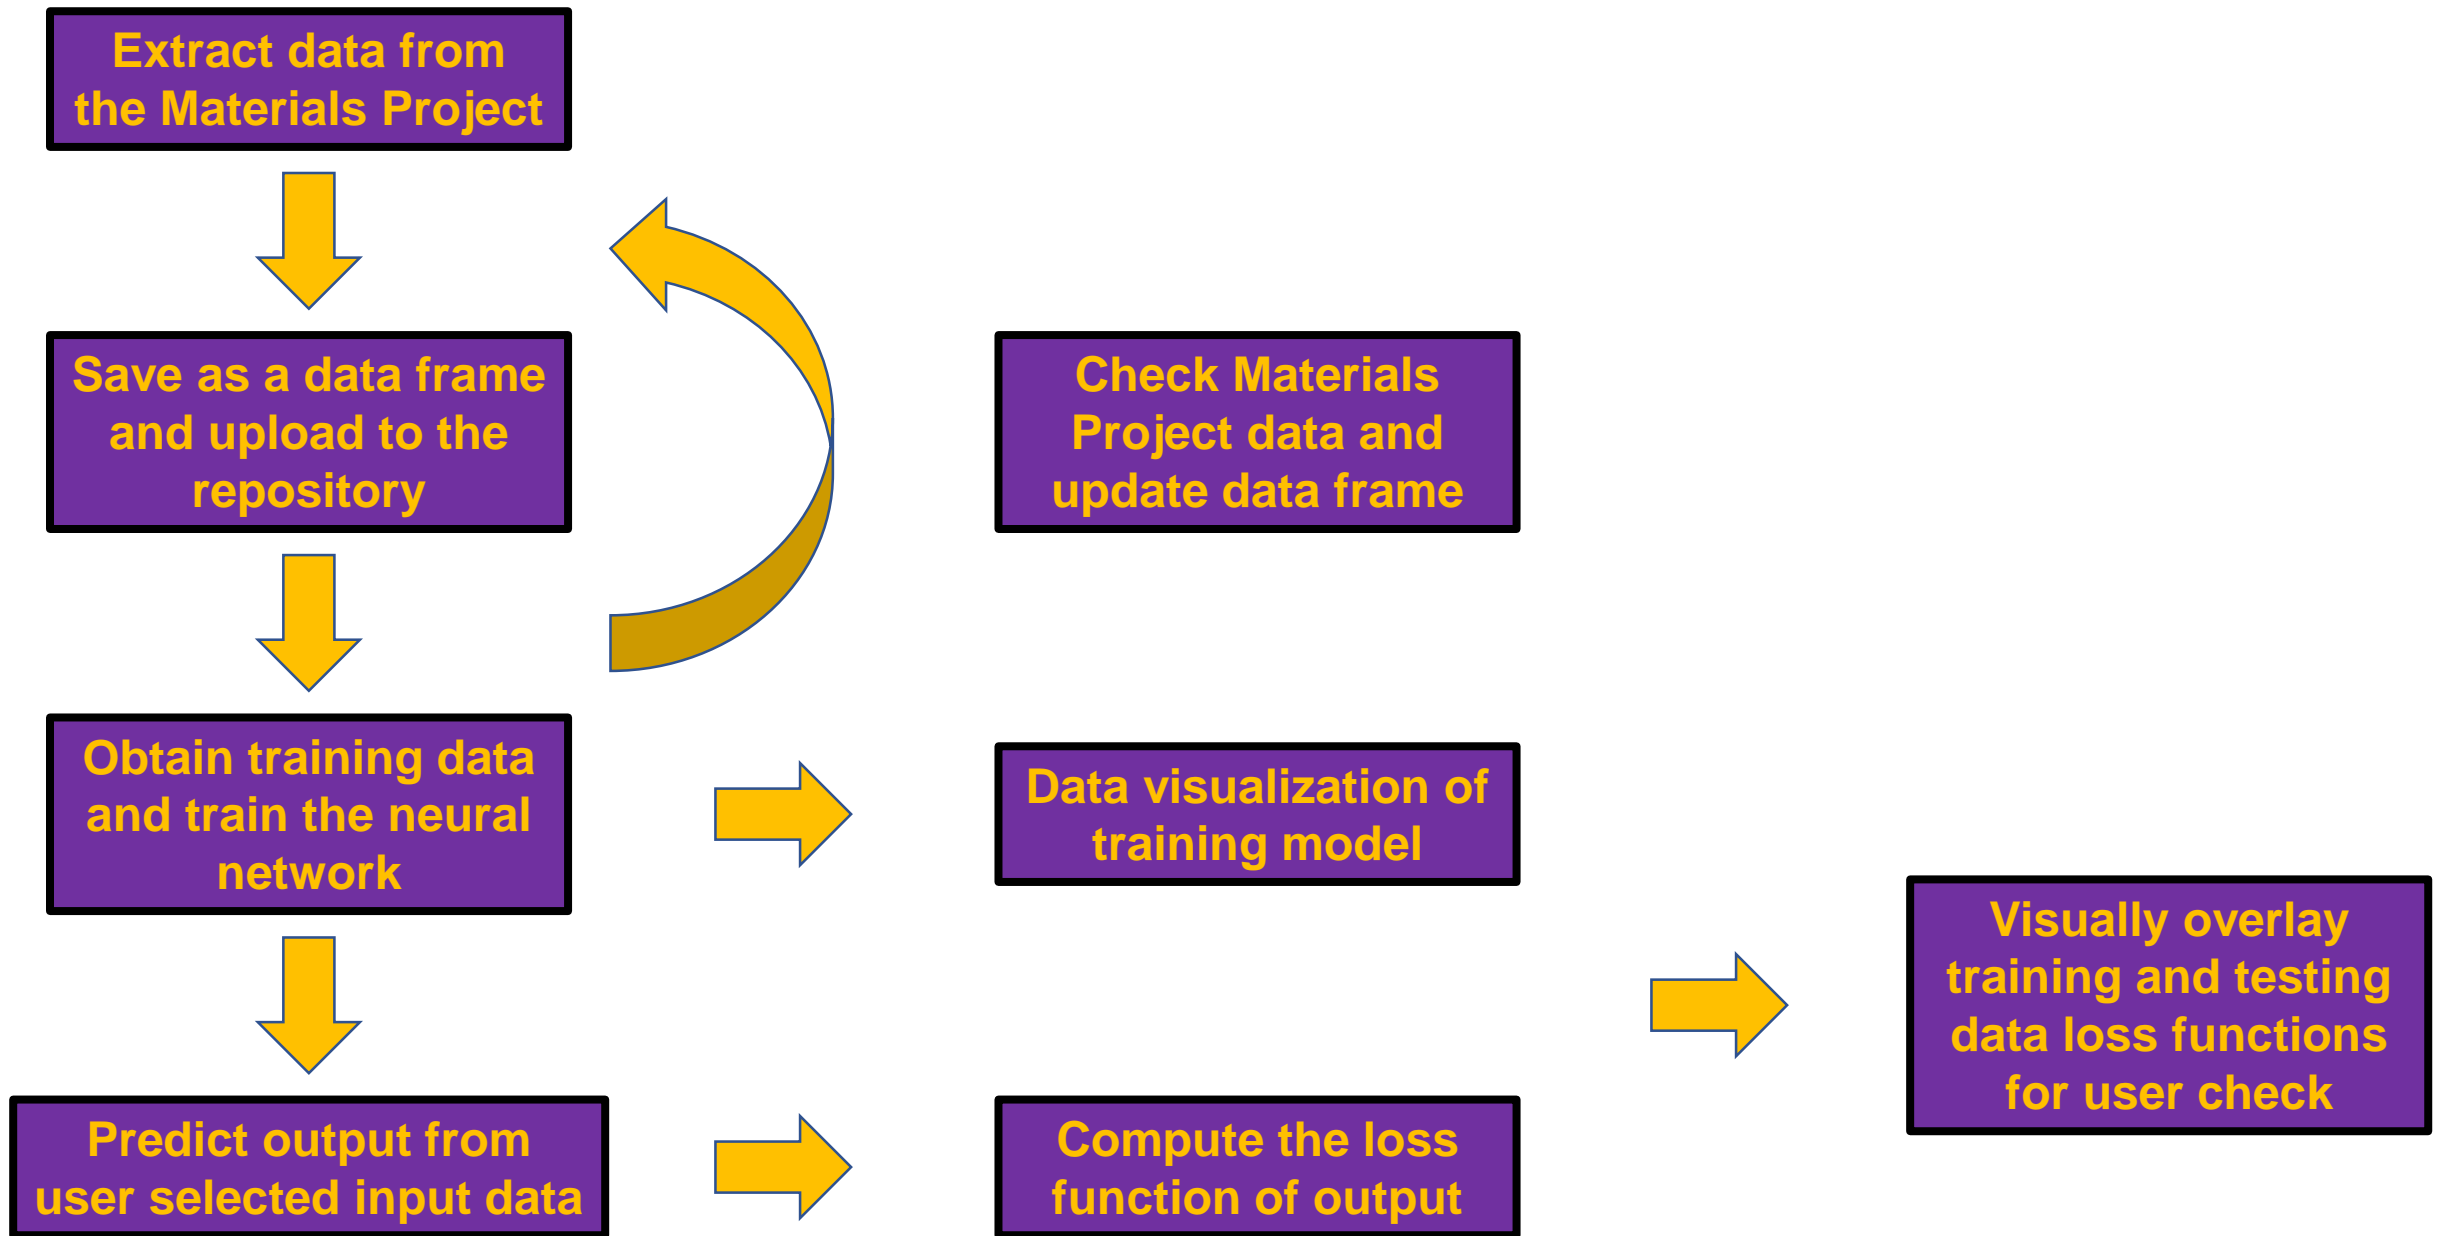 Extract data from
the Materials Project
Save as a data frame
and upload to the
repository
Check Materials
Project data and
update data frame
Obtain training data
and train the neural
network
Data visualization of
training model
Visually overlay
training and testing
data loss functions
for user check
Predict output from
user selected input data
Compute the loss
function of output